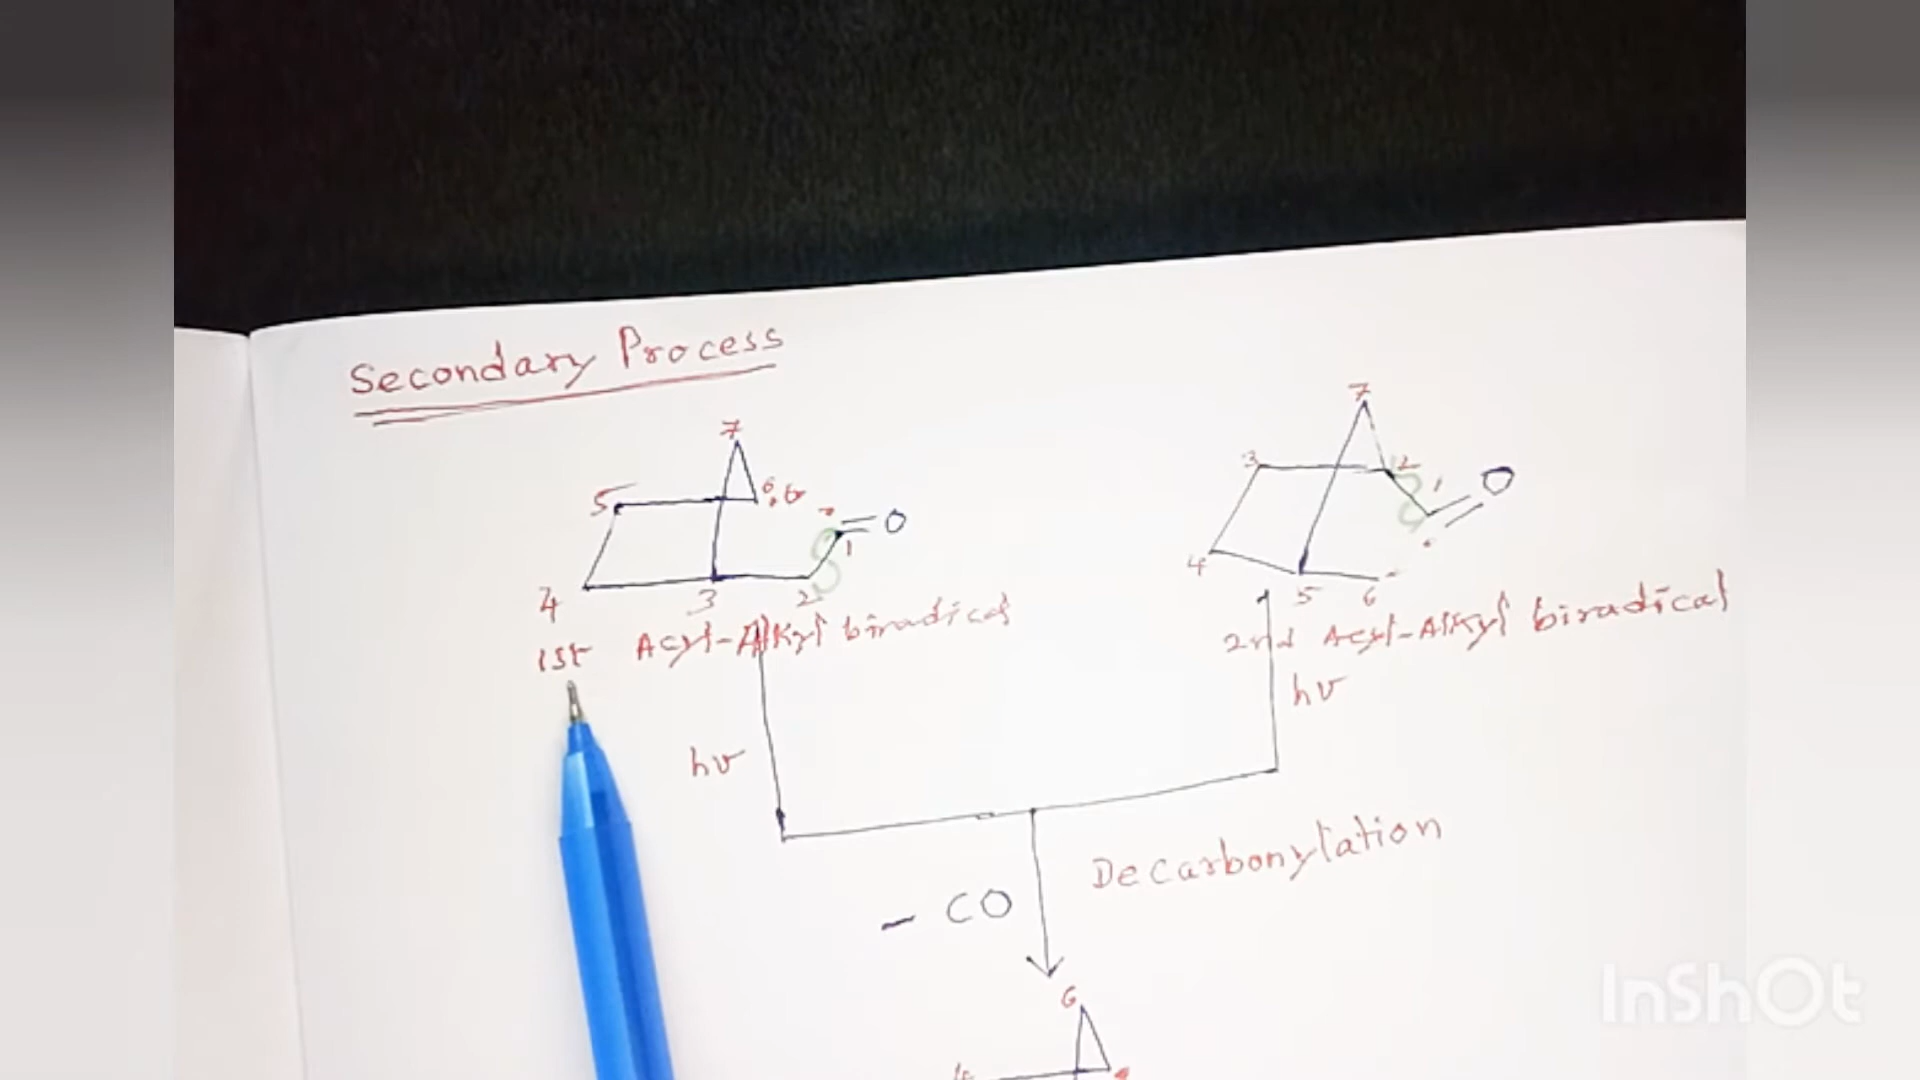 Secondary Process
7
5
6
O
1
4
3
2
1st Acyl-Alkyl biradical
hν
7
3
2
1
O
4
5
6
2nd Acyl-Alkyl biradical
hν
Decarbonylation
- CO
6
InShOt